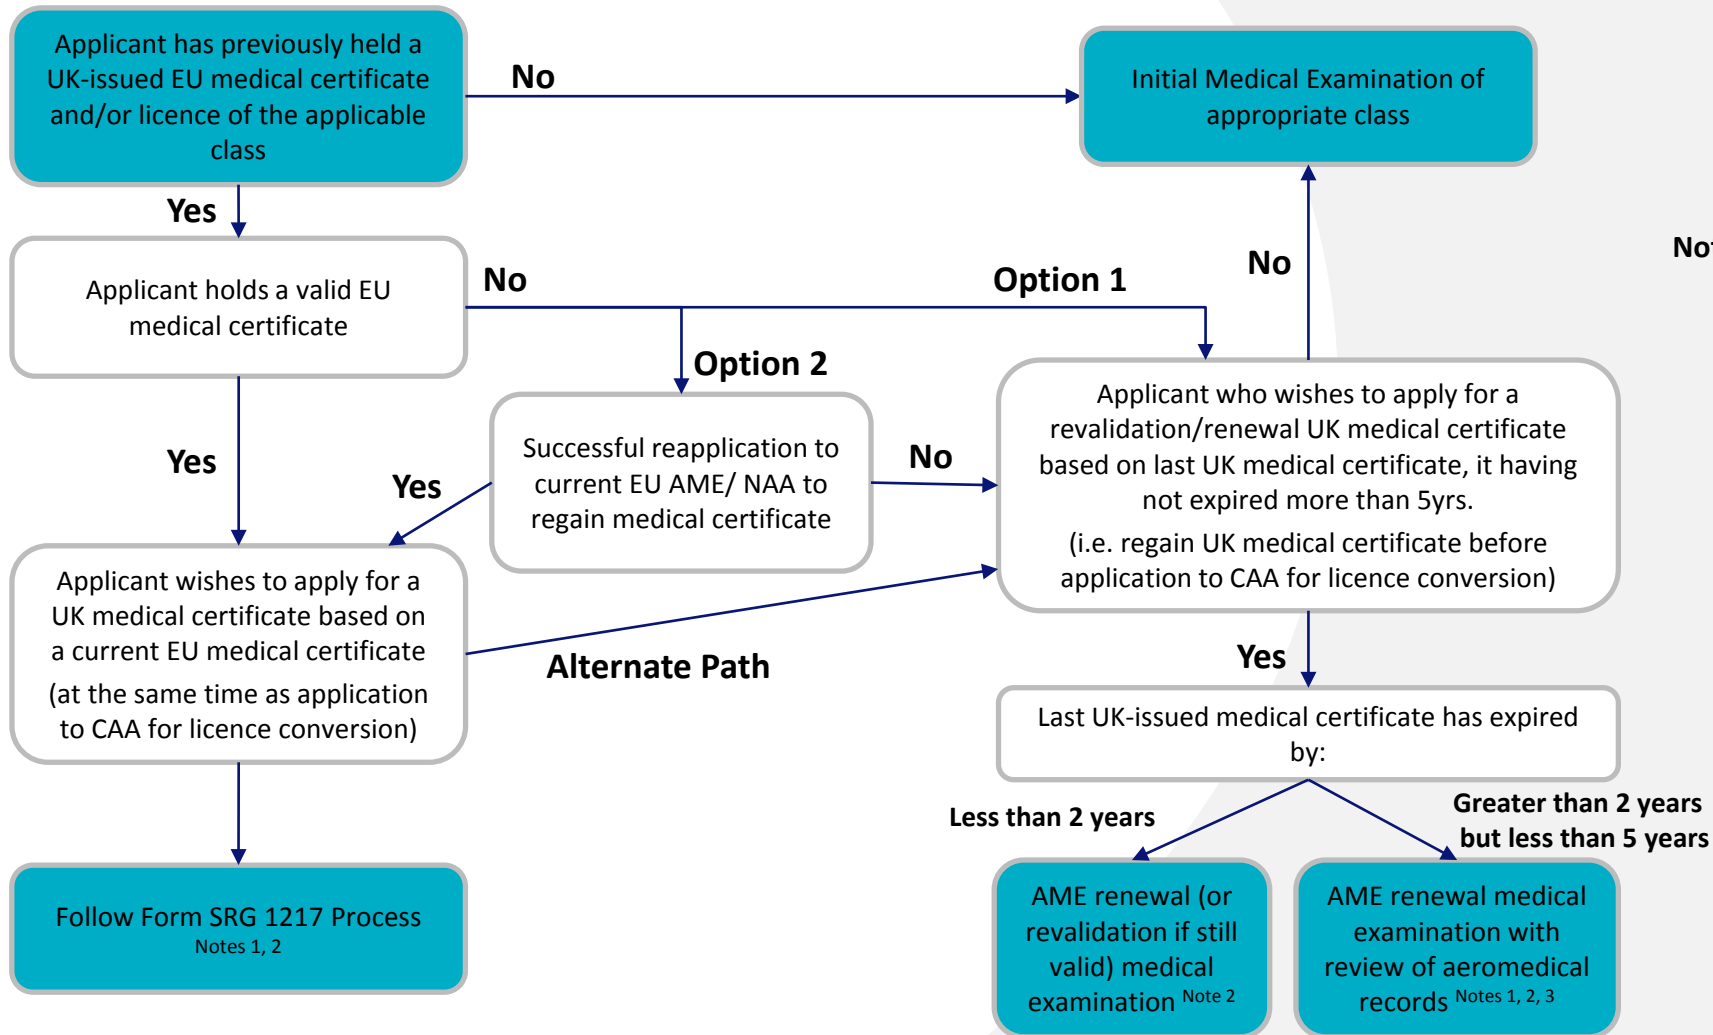 Applicant has previously held a
UK-issued EU medical certificate
and/or licence of the applicable
class
No
Initial Medical Examination of
appropriate class
Yes
Applicant holds a valid EU
medical certificate
No
Option 1
No
Option 2
Yes
Successful reapplication to
current EU AME/ NAA to
regain medical certificate
Yes
No
Applicant who wishes to apply for a
revalidation/renewal UK medical certificate
based on last UK medical certificate, it having
not expired more than 5yrs.
(i.e. regain UK medical certificate before
application to CAA for licence conversion)
Applicant wishes to apply for a
UK medical certificate based on
a current EU medical certificate
(at the same time as application
to CAA for licence conversion)
Alternate Path
Yes
Last UK-issued medical certificate has expired
by:
Less than 2 years
Greater than 2 years
but less than 5 years
Follow Form SRG 1217 Process
Notes 1, 2
AME renewal (or
revalidation if still
valid) medical
examination Note 2
AME renewal medical
examination with
review of aeromedical
records Notes 1, 2, 3